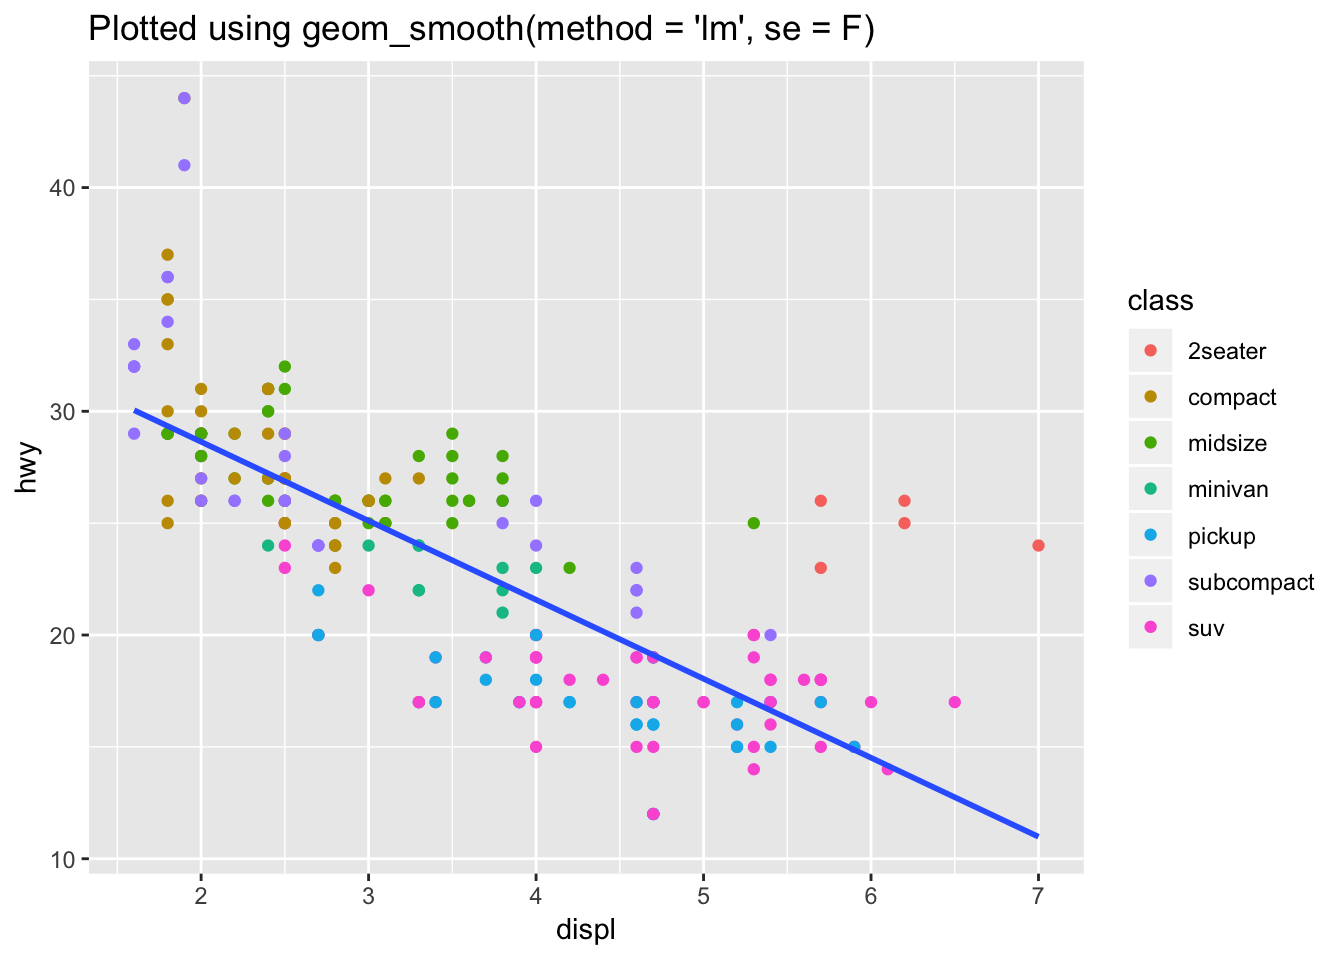 Plotted using geom_smooth(method = 'lm', se = F)
hwy
40
30
20
10
2 3 4 5 6 7
displ
class
2seater
compact
midsize
minivan
pickup
subcompact
suv